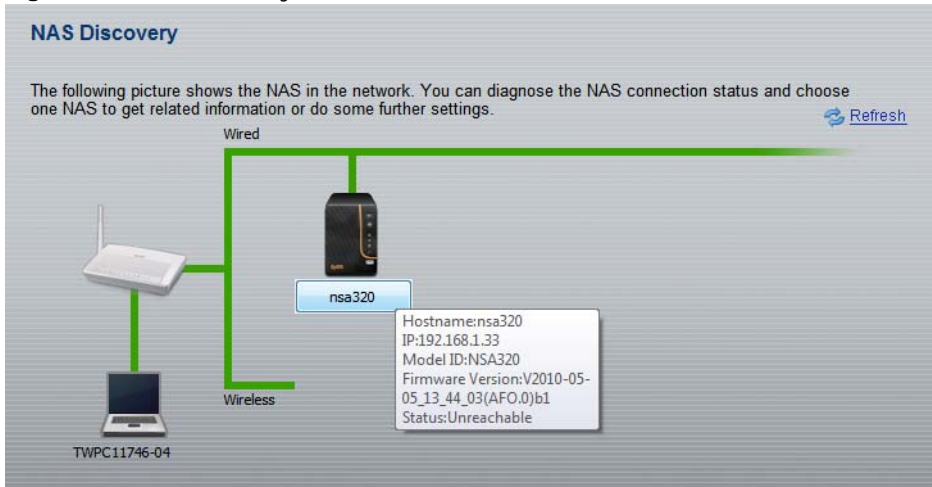 NAS Discovery
The following picture shows the NAS in the network. You can diagnose the NAS connection status and choose
one NAS to get related information or do some further settings.
Refresh
Wired
nsa320
Hostname:nsa320
IP:192.168.1.33
Model ID:NSA320
Firmware Version:V2010-05-
05_13_44_03(AFO.0)b1
Status:Unreachable
Wireless
TWPC11746-04